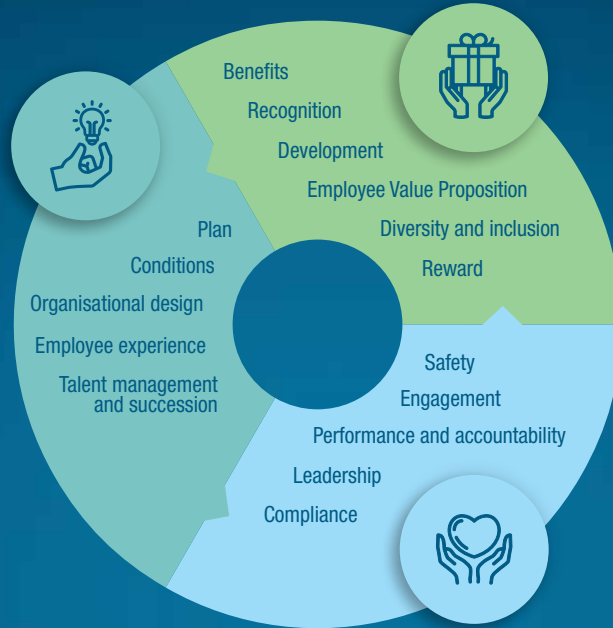 Benefits
Recognition
Development
Employee Value Proposition
Diversity and inclusion
Reward
Plan
Conditions
Organisational design
Employee experience
Talent management
and succession
Safety
Engagement
Performance and accountability
Leadership
Compliance